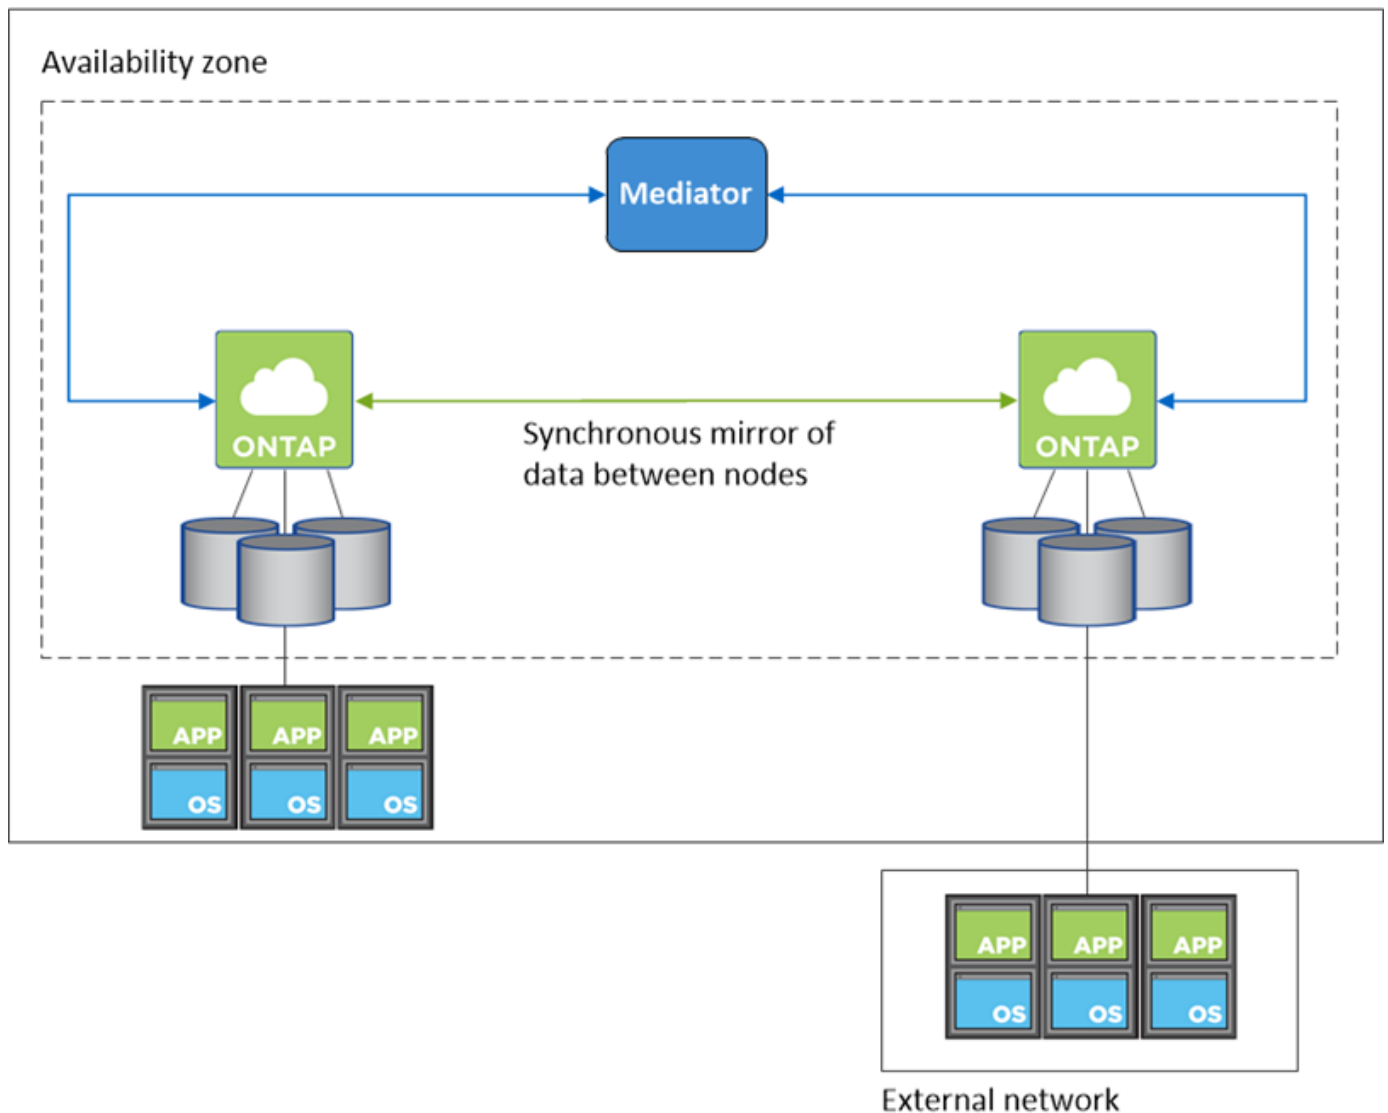 Availability zone
Mediator
ONTAP
ONTAP
Synchronous mirror of
data between nodes
APP APP APP
OS OS OS
APP APP APP
OS OS OS
External network